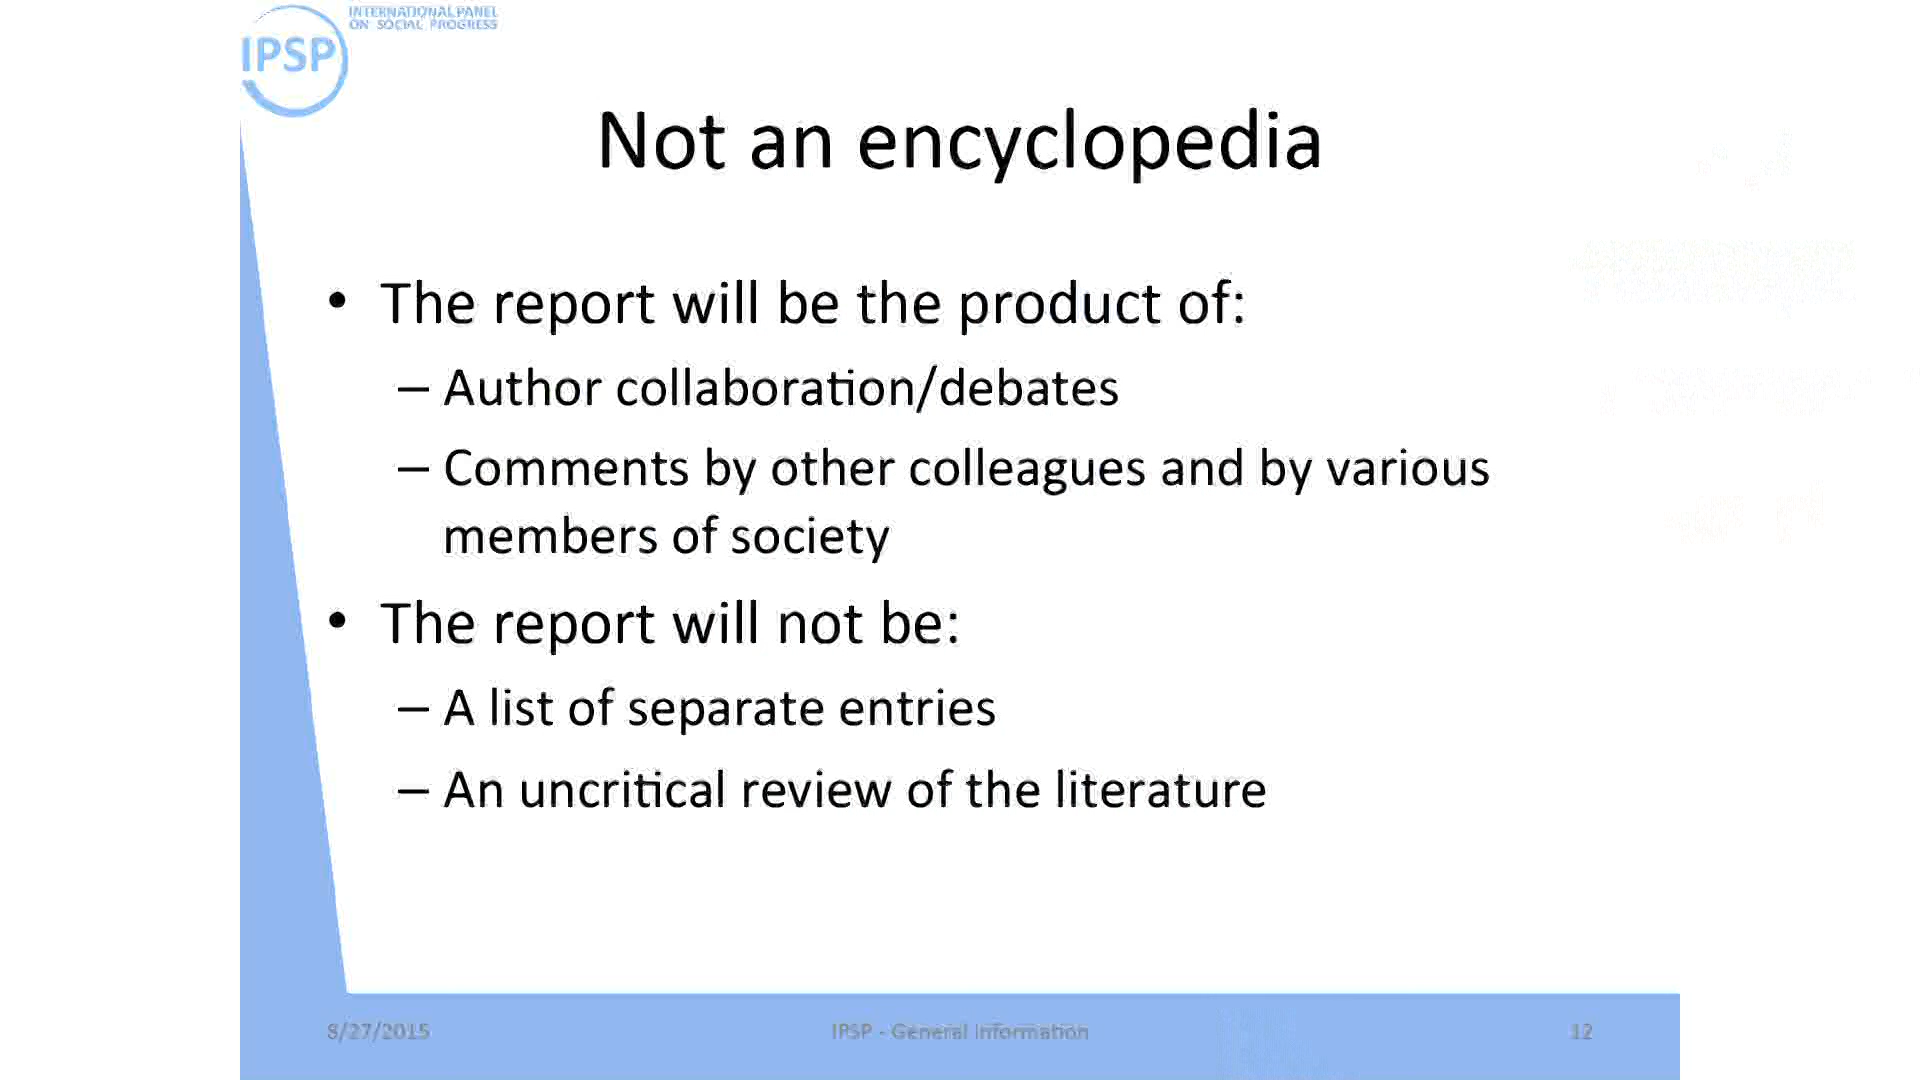 INTERNATIONAL PANEL
ON SOCIAL PROGRESS
IPSP
Not an encyclopedia
• The report will be the product of:
– Author collaboration/debates
– Comments by other colleagues and by various
members of society
• The report will not be:
– A list of separate entries
– An uncritical review of the literature
8/27/2015 IPSP - General Information 12